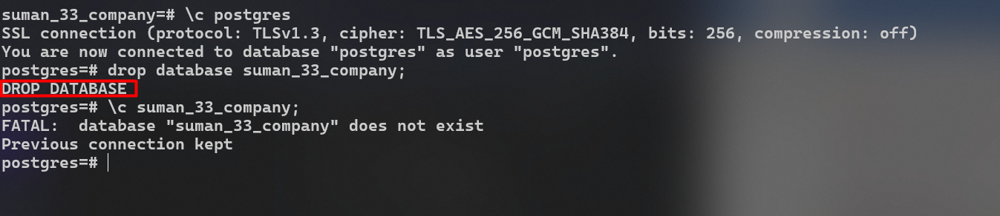 suman_33_company=# \c postgres
SSL connection (protocol: TLSv1.3, cipher: TLS_AES_256_GCM_SHA384, bits: 256, compression: off)
You are now connected to database "postgres" as user "postgres".
postgres=# drop database suman_33_company;
DROP DATABASE
postgres=# \c suman_33_company;
FATAL:  database "suman_33_company" does not exist
Previous connection kept
postgres=#